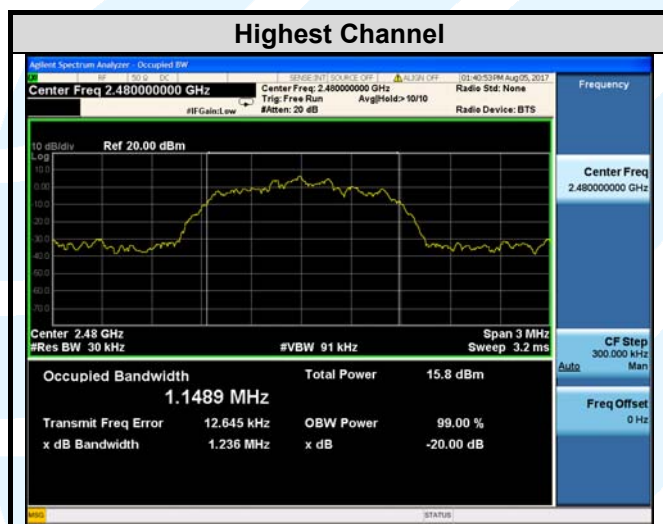 Highest Channel
Agilent Spectrum Analyzer - Occupied BW
RF 50 Ω DC SENSE:INT SOURCE OFF ALIGN OFF 01:40:53 PM Aug 05, 2017
Center Freq 2.480000000 GHz Center Freq: 2.480000000 GHz Radio Std: None
Trig: Free Run Avg|Hold:> 10/10
#IFGain:Low #Atten: 20 dB Radio Device: BTS
10 dB/div Ref 20.00 dBm
Log
10.0
0.00
-10.0
-20.0
-30.0
-40.0
-50.0
-60.0
-70.0
Center 2.48 GHz Span 3 MHz
#Res BW 30 kHz #VBW 91 kHz Sweep 3.2 ms
Occupied Bandwidth Total Power 15.8 dBm
1.1489 MHz
Transmit Freq Error 12.645 kHz OBW Power 99.00 %
x dB Bandwidth 1.236 MHz x dB -20.00 dB
MSG STATUS
Frequency
Center Freq
2.480000000 GHz
CF Step
300.000 kHz
Auto Man
Freq Offset
0 Hz